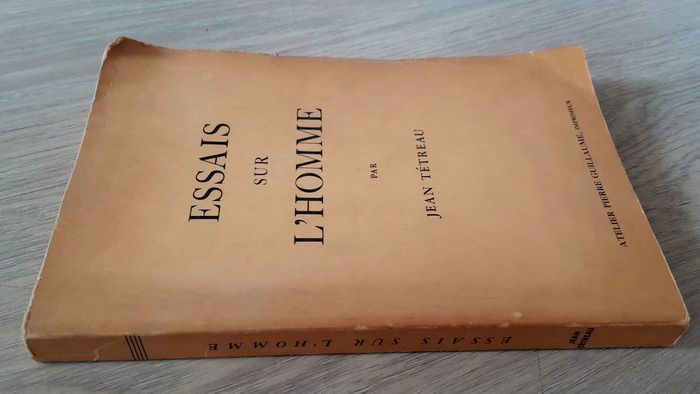 ESSAIS
SUR
L'HOMME
PAR
JEAN TÉTREAU
ATELIER PIERRE GUILLAUME, IMPRIMEUR
ESSAIS SUR L'HOMME
JEAN
TÉTREAU